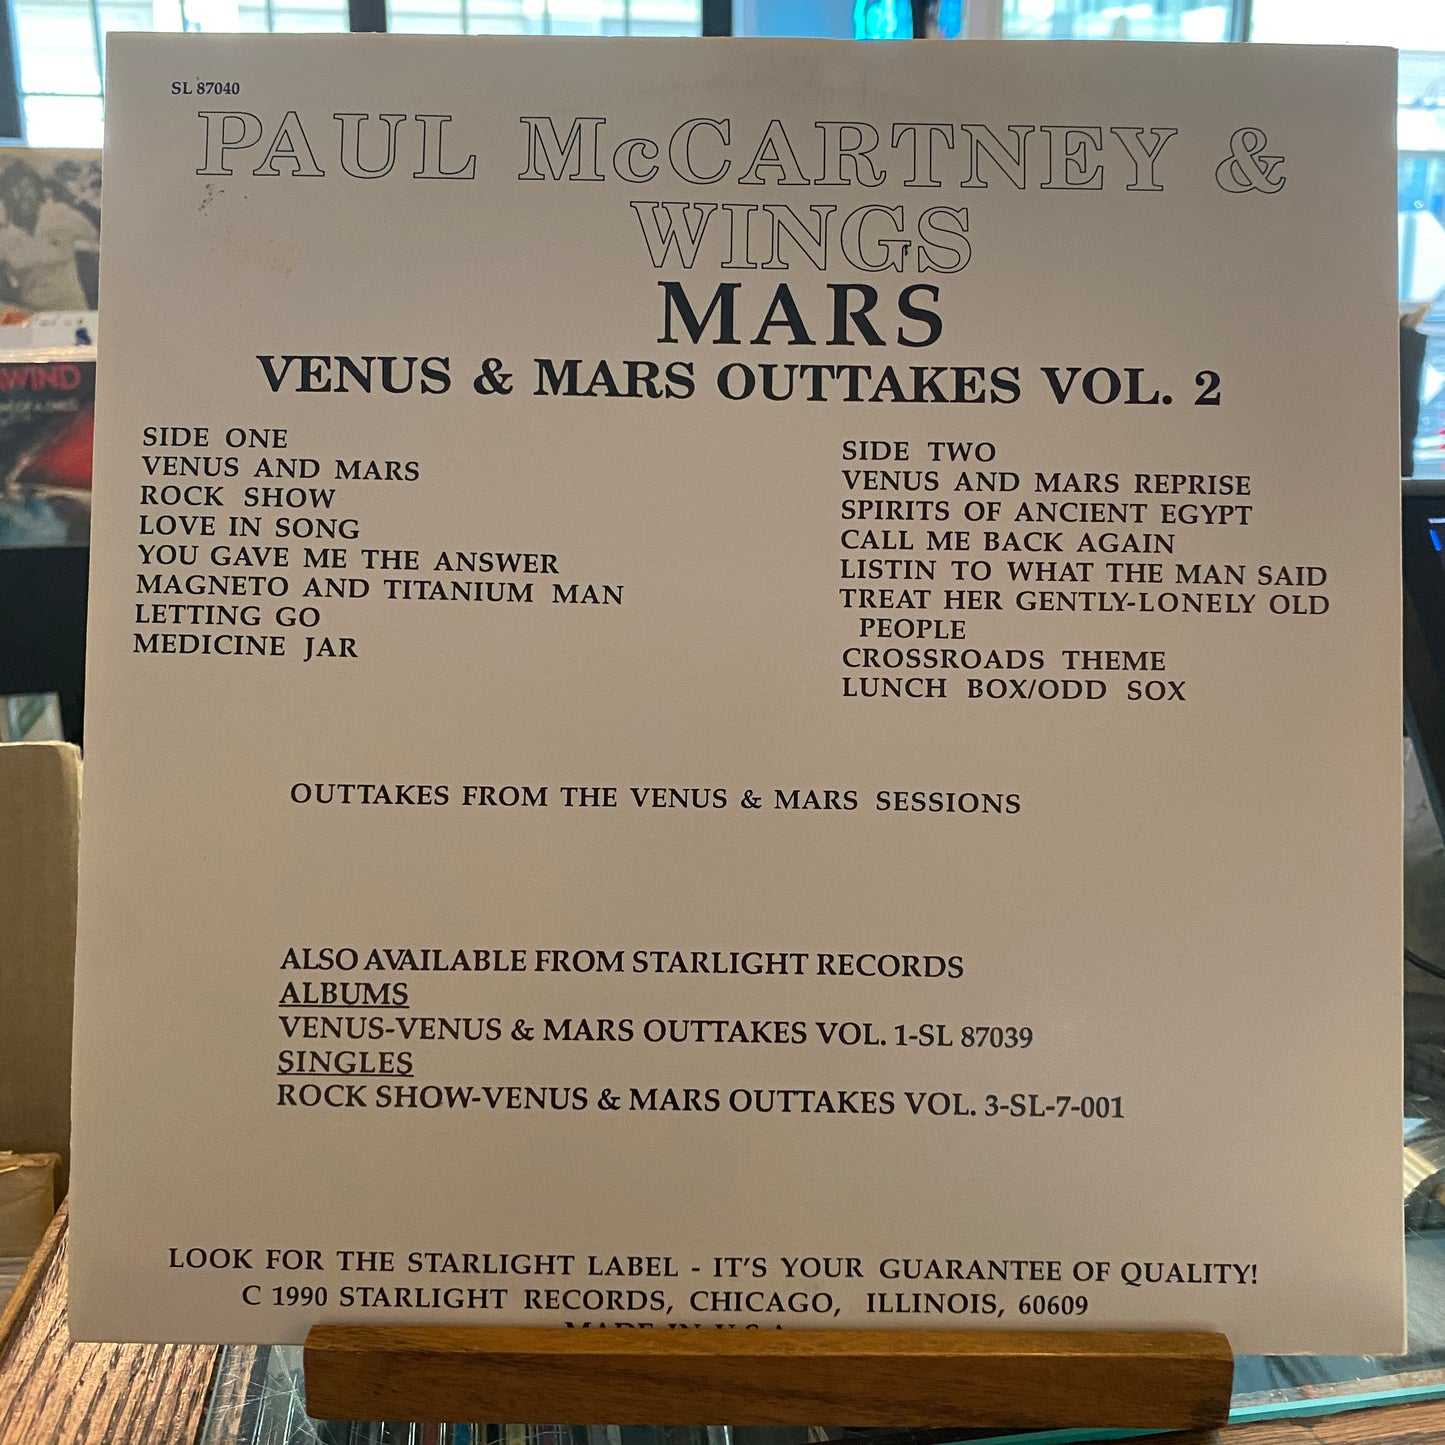 SL 87040
PAUL McCARTNEY &
WINGS
MARS
VENUS & MARS OUTTAKES VOL. 2
SIDE ONE
VENUS AND MARS
ROCK SHOW
LOVE IN SONG
YOU GAVE ME THE ANSWER
MAGNETO AND TITANIUM MAN
LETTING GO
MEDICINE JAR
SIDE TWO
VENUS AND MARS REPRISE
SPIRITS OF ANCIENT EGYPT
CALL ME BACK AGAIN
LISTIN TO WHAT THE MAN SAID
TREAT HER GENTLY-LONELY OLD
PEOPLE
CROSSROADS THEME
LUNCH BOX/ODD SOX
OUTTAKES FROM THE VENUS & MARS SESSIONS
ALSO AVAILABLE FROM STARLIGHT RECORDS
ALBUMS
VENUS-VENUS & MARS OUTTAKES VOL. 1-SL 87039
SINGLES
ROCK SHOW-VENUS & MARS OUTTAKES VOL. 3-SL-7-001
LOOK FOR THE STARLIGHT LABEL - IT'S YOUR GUARANTEE OF QUALITY!
C 1990 STARLIGHT RECORDS, CHICAGO, ILLINOIS, 60609
MADE IN U.S.A.
WIND